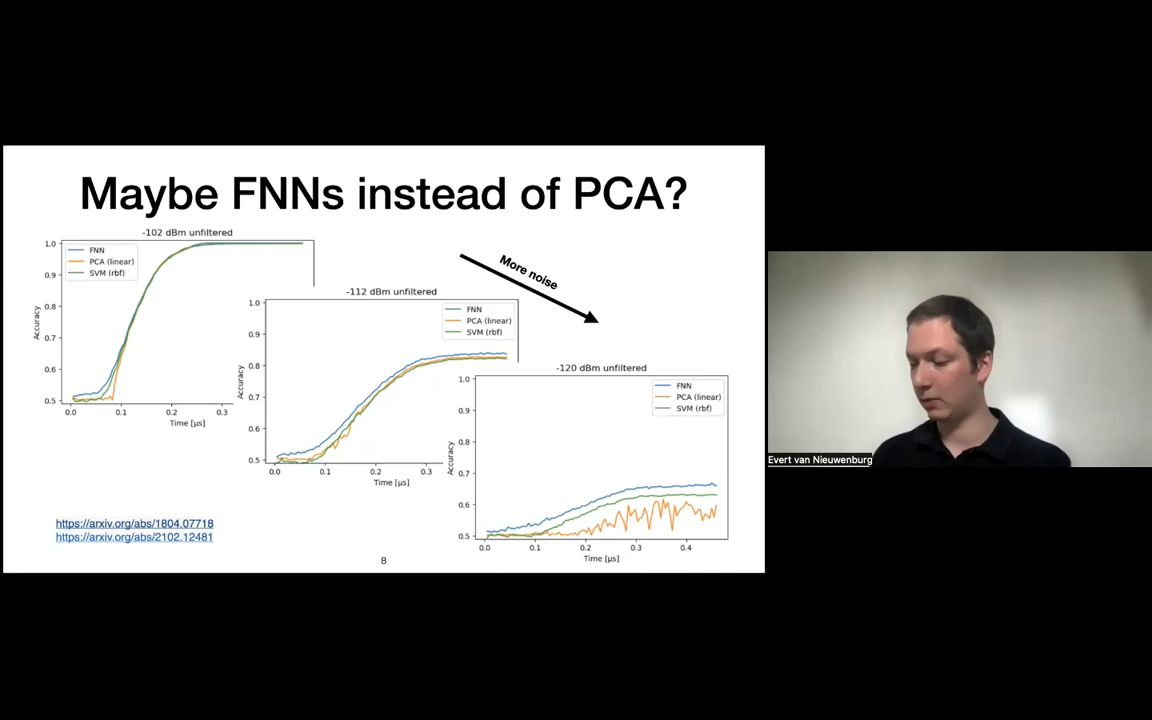 Maybe FNNs instead of PCA?
-102 dBm unfiltered
1.0
0.9
0.8
0.7
0.6
0.5
Accuracy
FNN
PCA (linear)
SVM (rbf)
0.0 0.1 0.2 0.3
Time [µs]
More noise
-112 dBm unfiltered
1.0
0.9
0.8
0.7
0.6
0.5
Accuracy
FNN
PCA (linear)
SVM (rbf)
0.0 0.1 0.2 0.3
Time [µs]
-120 dBm unfiltered
1.0
0.9
0.8
0.7
0.6
0.5
Accuracy
FNN
PCA (linear)
SVM (rbf)
0.0 0.1 0.2 0.3 0.4
Time [µs]
https://arxiv.org/abs/1804.07718
https://arxiv.org/abs/2102.12481
8
Evert van Nieuwenburg